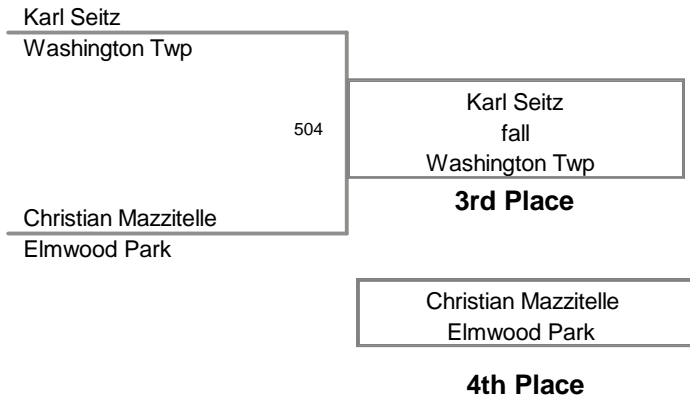 Karl Seitz
Washington Twp
504
Karl Seitz
fall
Washington Twp
3rd Place
Christian Mazzitelle
Elmwood Park
Christian Mazzitelle
Elmwood Park
4th Place